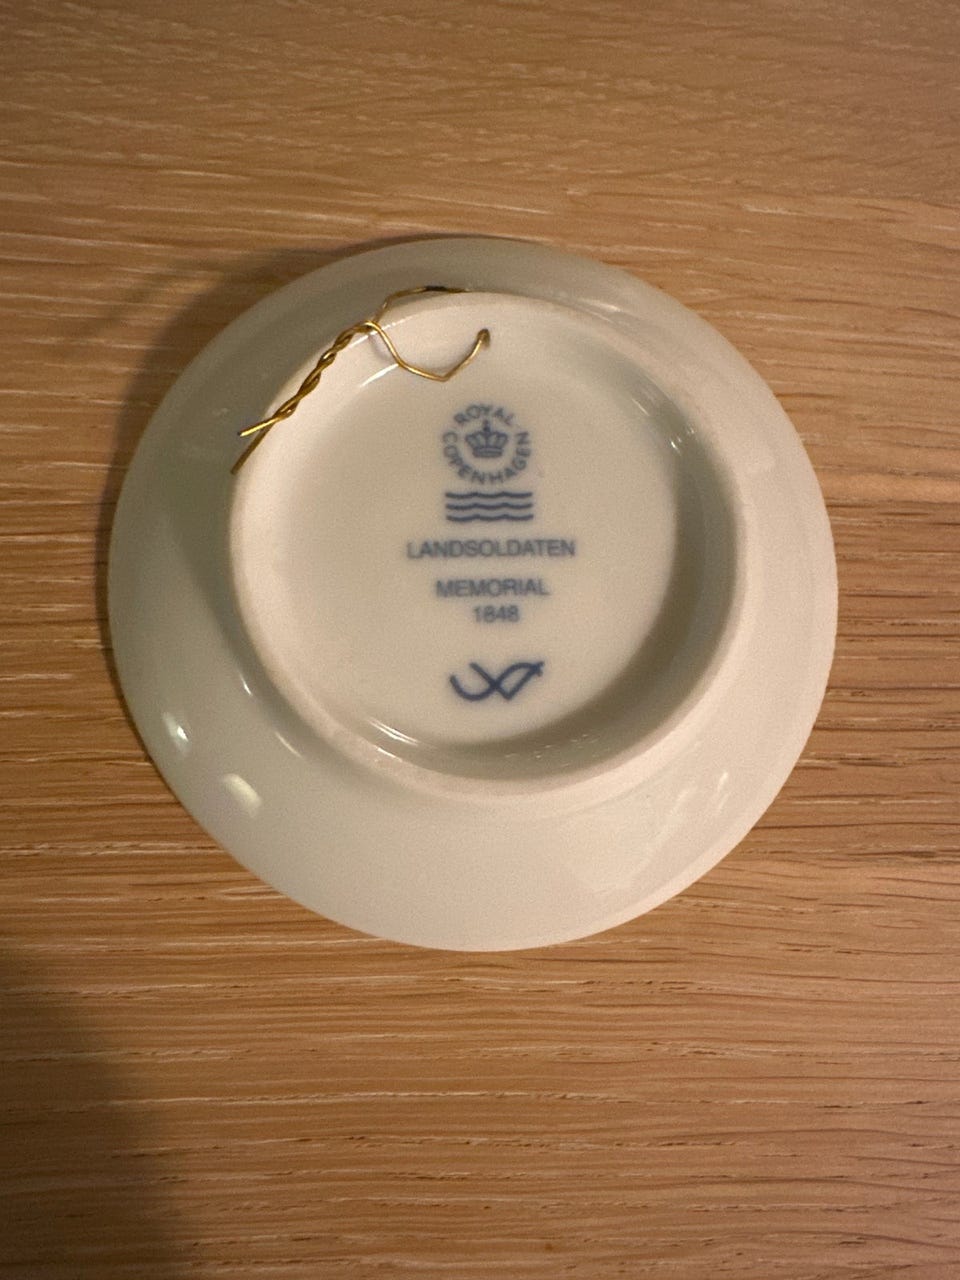 ROYAL
COPENHAGEN
LANDSOLDATEN
MEMORIAL
1848